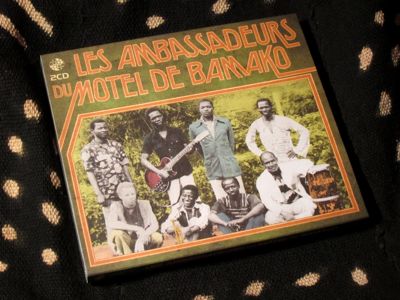 2CD
LES AMBASSADEURS
DU MOTEL DE BAMAKO